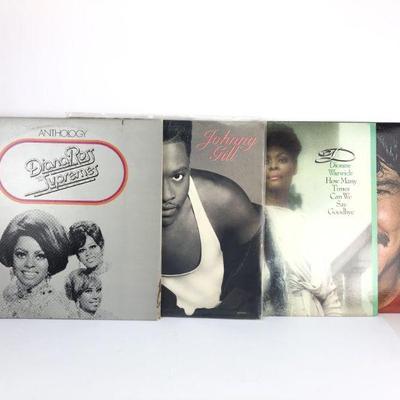 ANTHOLOGY
Diana Ross
Supremes
Johnny
Gill
Dionne
Warwick
How Many
Times
Can We
Say
Goodbye